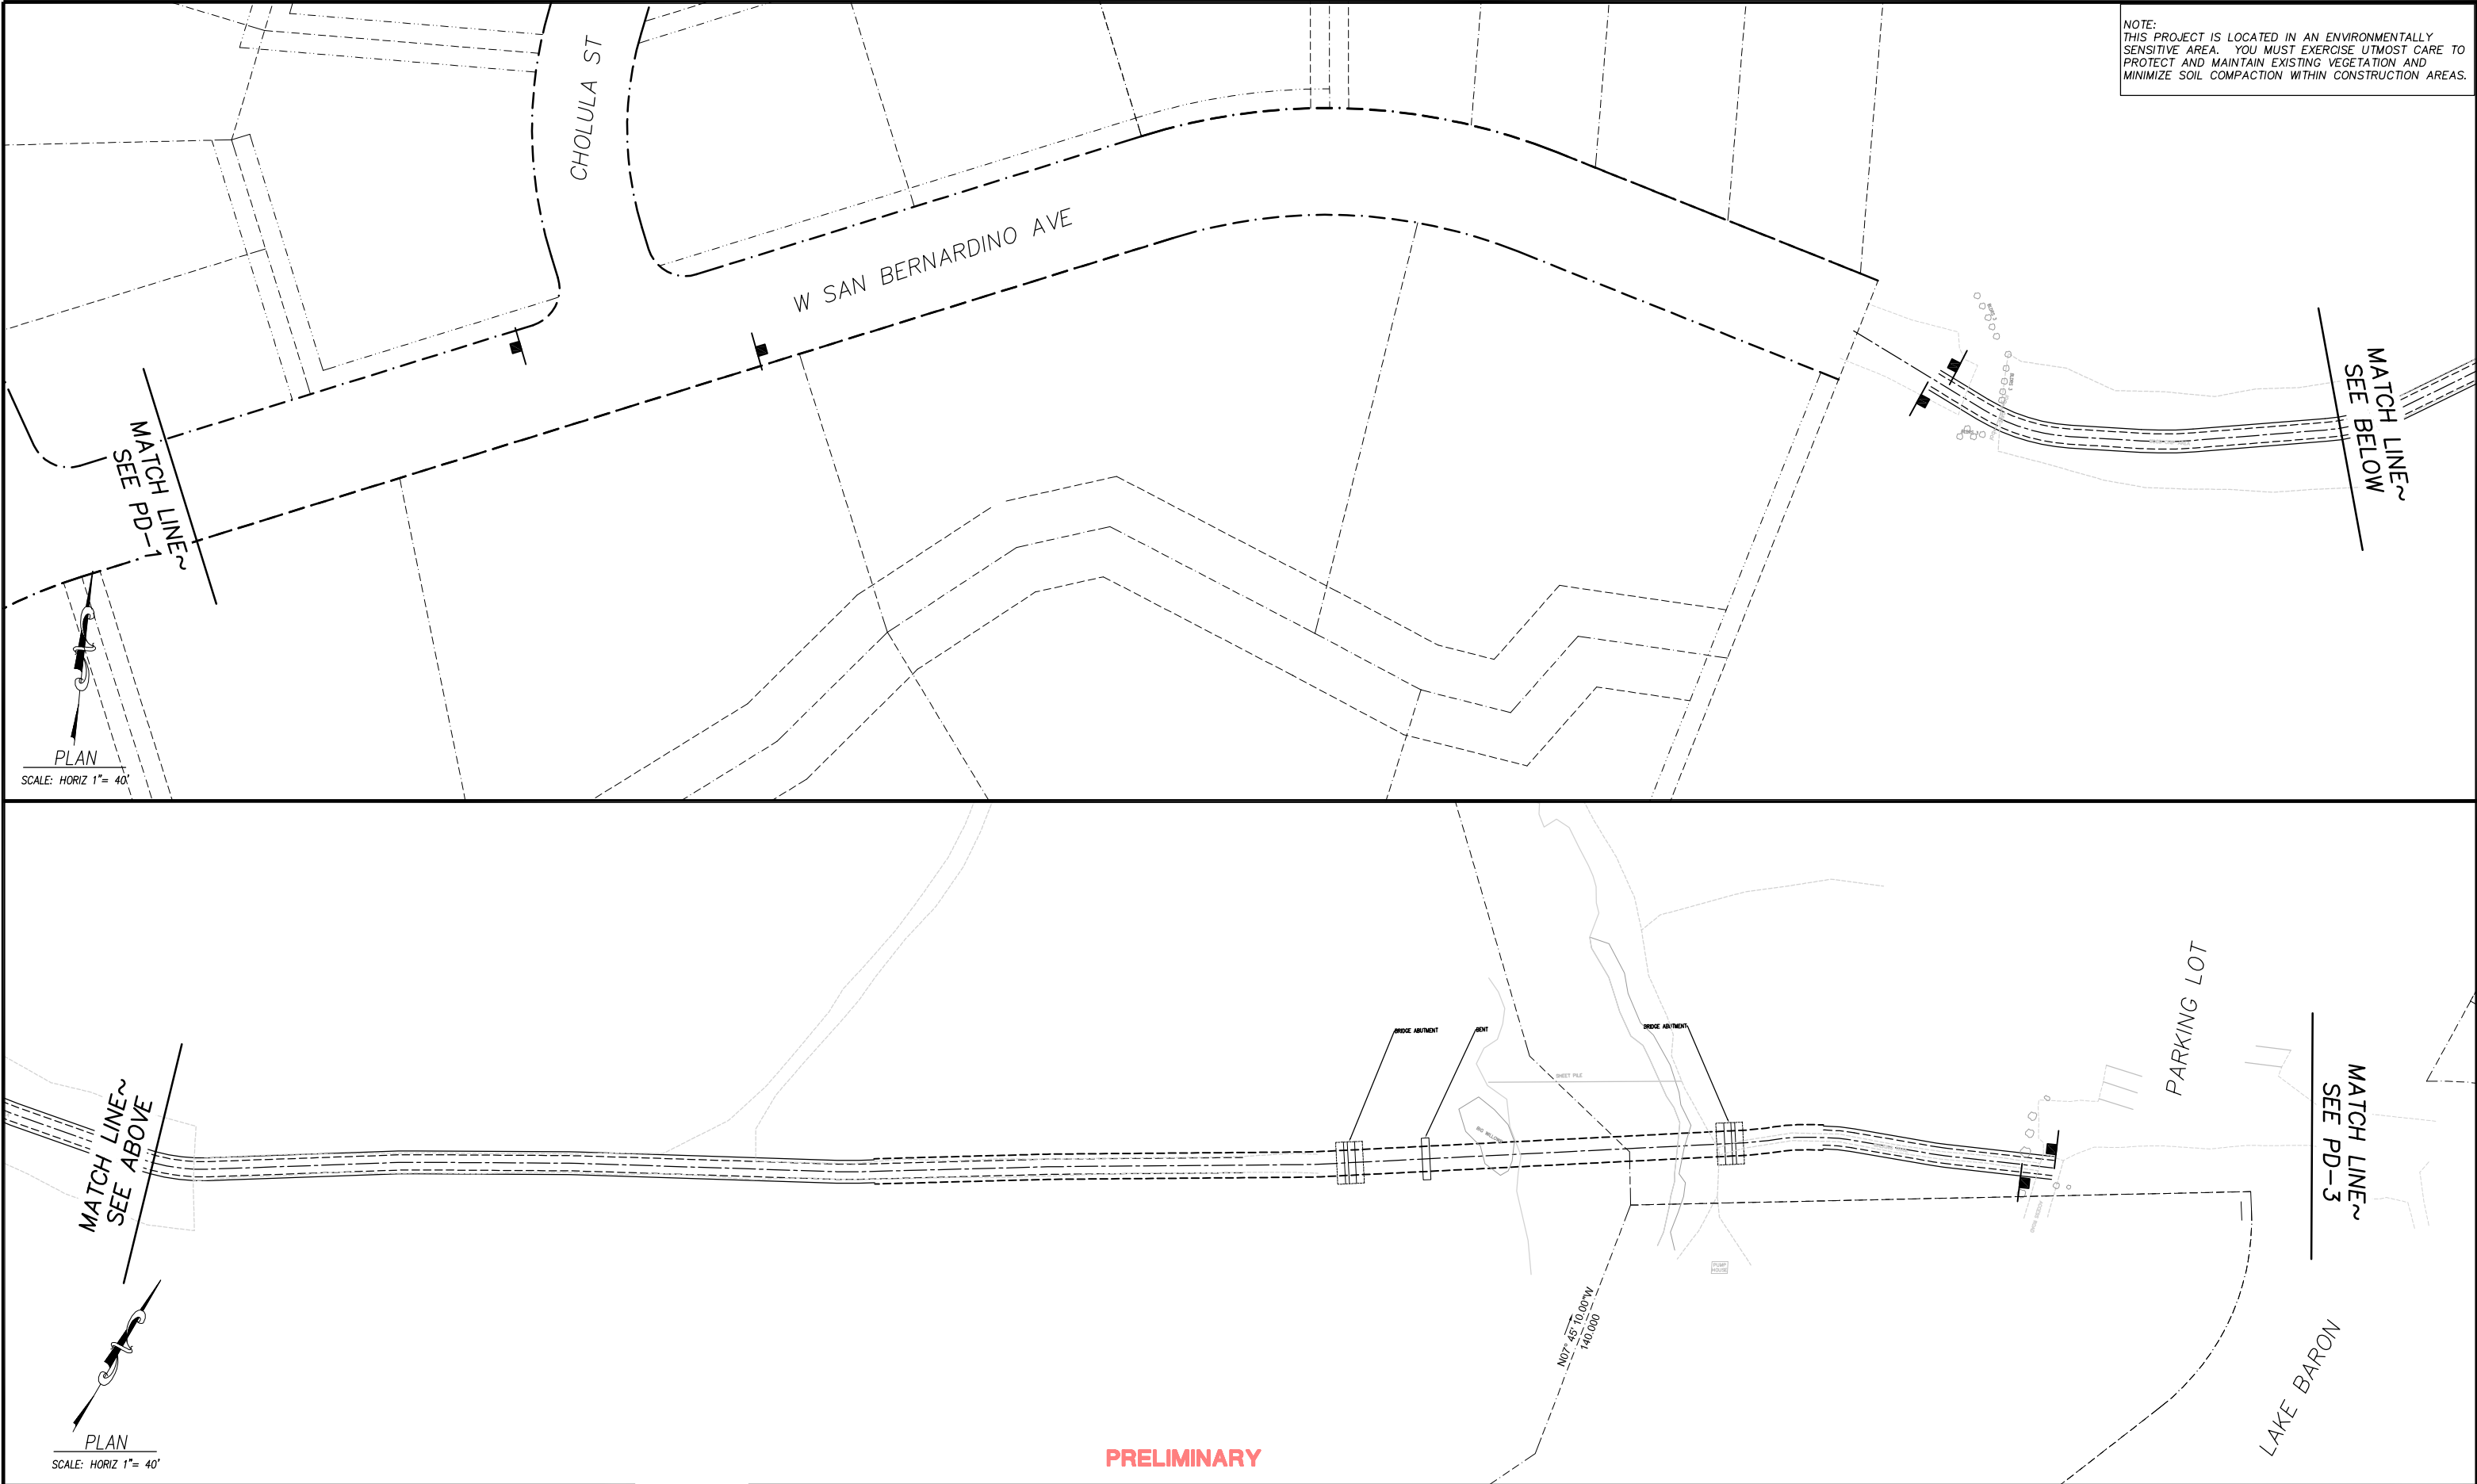 NOTE:
THIS PROJECT IS LOCATED IN AN ENVIRONMENTALLY
SENSITIVE AREA. YOU MUST EXERCISE UTMOST CARE TO
PROTECT AND MAINTAIN EXISTING VEGETATION AND
MINIMIZE SOIL COMPACTION WITHIN CONSTRUCTION AREAS.
CHOLULA ST
W SAN BERNARDINO AVE
MATCH LINE~
SEE PD-1
MATCH LINE~
SEE BELOW
PLAN
SCALE: HORIZ 1"= 40'
MATCH LINE~
SEE ABOVE
BRIDGE ABUTMENT
BENT
BRIDGE ABUTMENT
SHEET PILE
BIG WILLOWS
PUMP
HOUSE
PARKING LOT
MATCH LINE~
SEE PD-3
N07° 45' 10.00"W
140.000
LAKE BARON
PLAN
SCALE: HORIZ 1"= 40'
PRELIMINARY